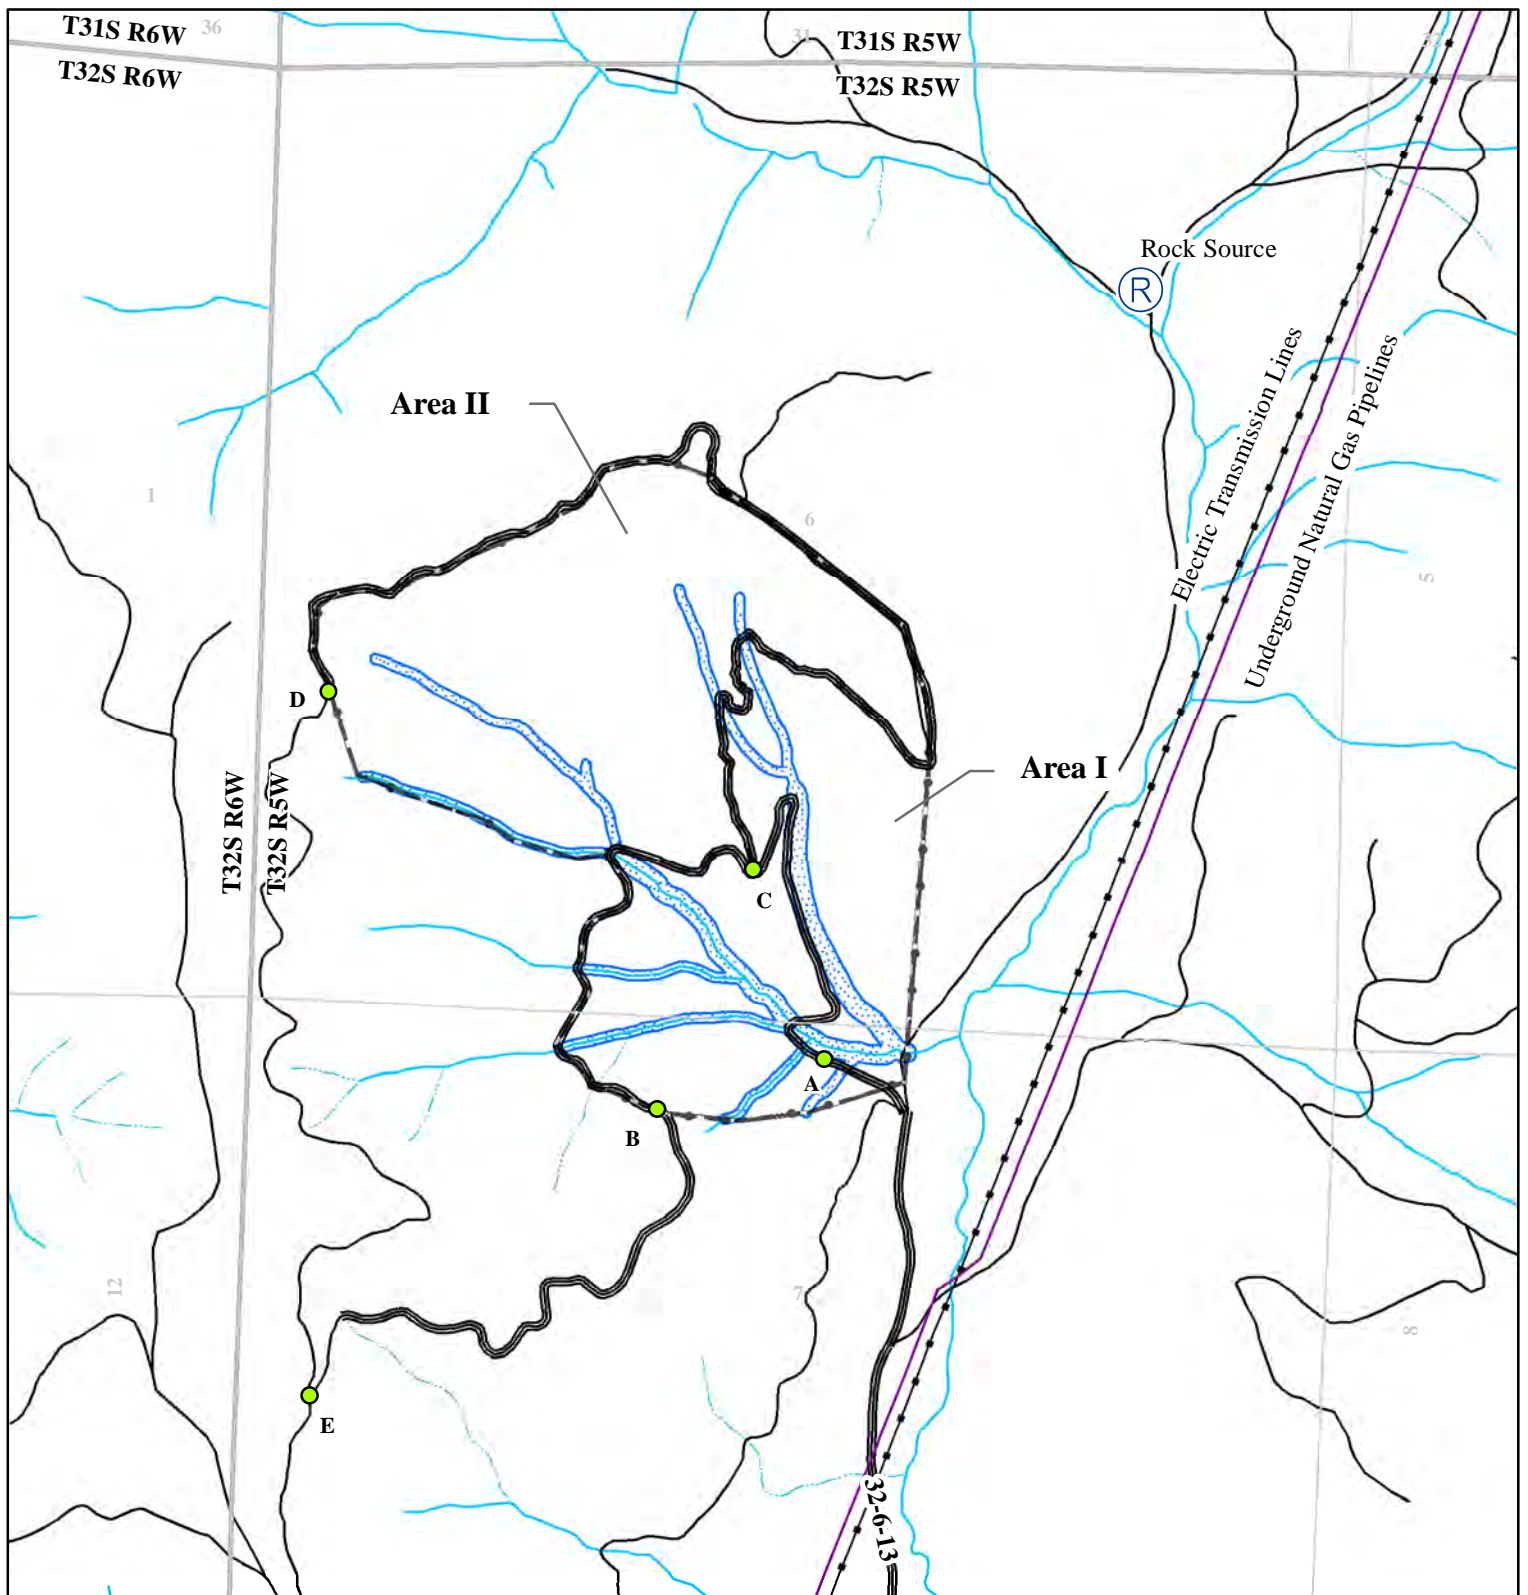 T31S R6W
36
31
T31S R5W
32
T32S R6W
T32S R5W
Rock Source
R
Electric Transmission Lines
Underground Natural Gas Pipelines
Area II
1
6
5
D
Area I
T32S R6W
T32S R5W
C
A
B
12
7
8
E
32-6-13